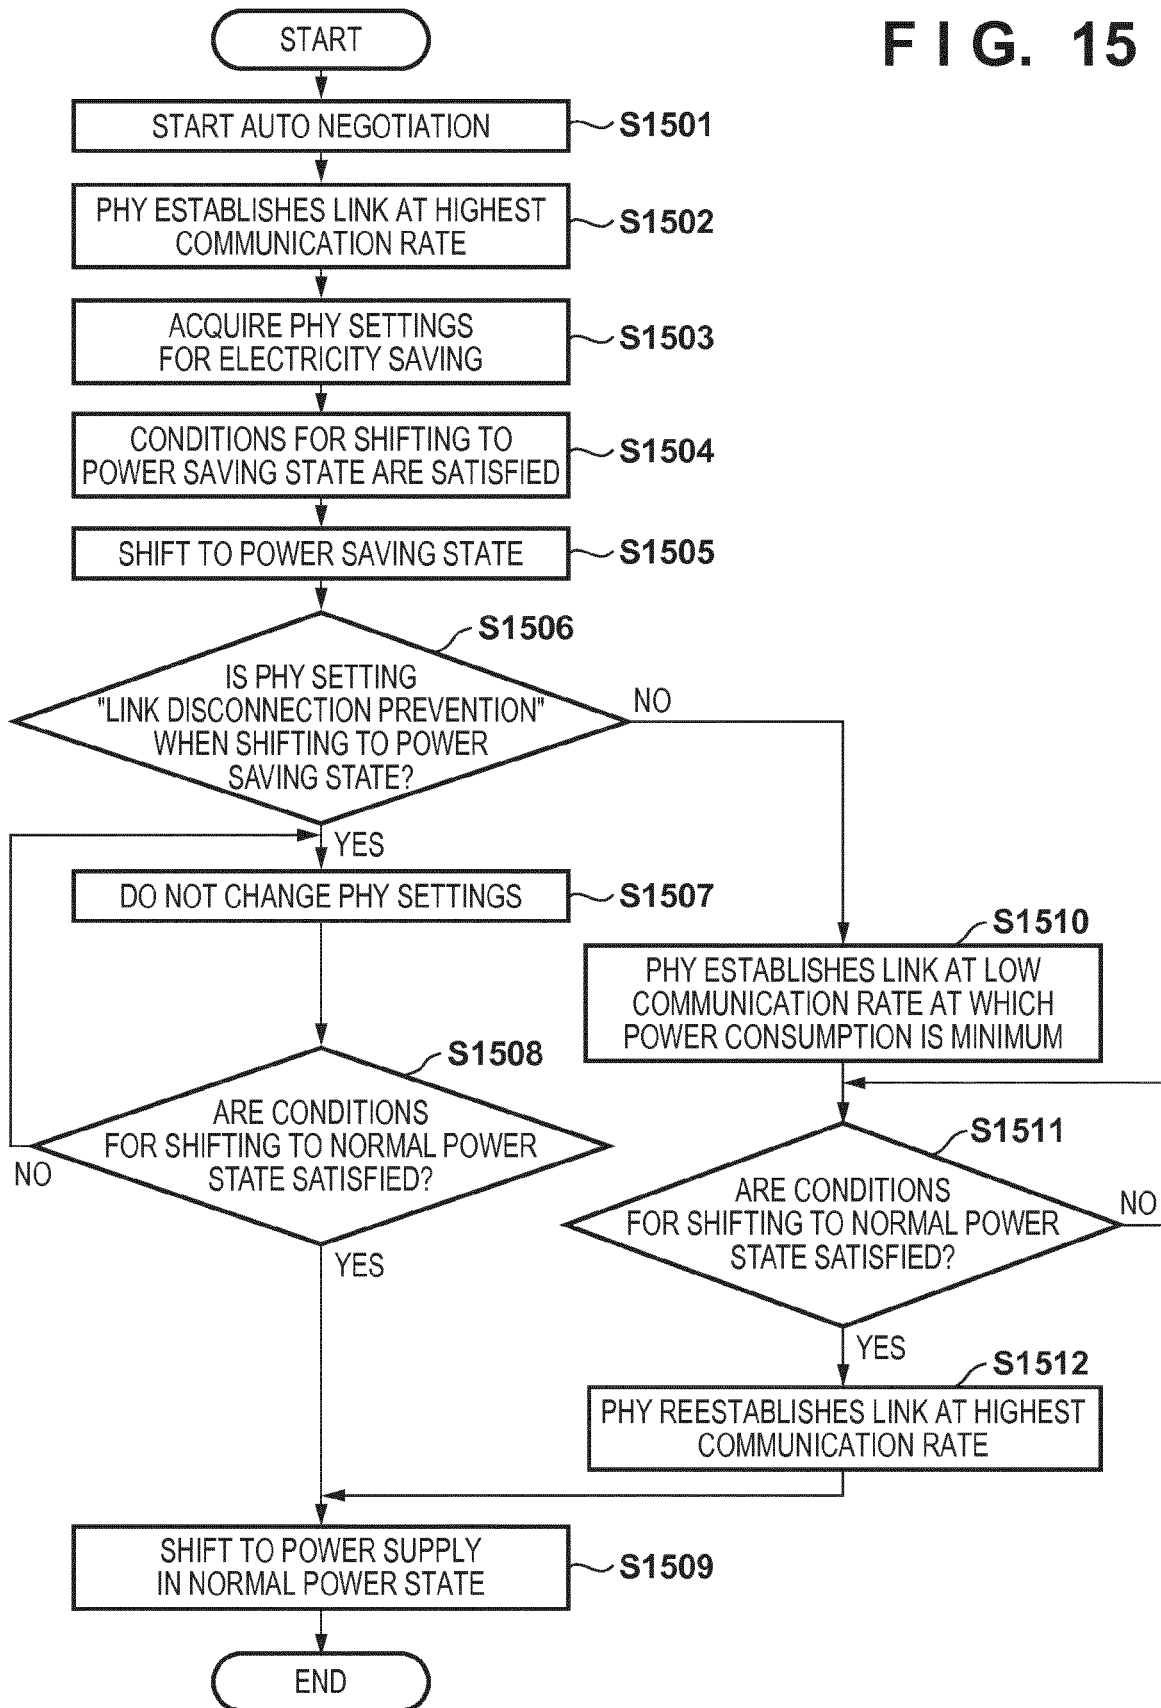 FIG. 15
START
START AUTO NEGOTIATION
S1501
PHY ESTABLISHES LINK AT HIGHEST
COMMUNICATION RATE
S1502
ACQUIRE PHY SETTINGS
FOR ELECTRICITY SAVING
S1503
CONDITIONS FOR SHIFTING TO
POWER SAVING STATE ARE SATISFIED
S1504
SHIFT TO POWER SAVING STATE
S1505
S1506
IS PHY SETTING
"LINK DISCONNECTION PREVENTION"
WHEN SHIFTING TO POWER
SAVING STATE?
NO
YES
DO NOT CHANGE PHY SETTINGS
S1507
S1508
ARE CONDITIONS
FOR SHIFTING TO NORMAL POWER
STATE SATISFIED?
NO
YES
S1510
PHY ESTABLISHES LINK AT LOW
COMMUNICATION RATE AT WHICH
POWER CONSUMPTION IS MINIMUM
S1511
ARE CONDITIONS
FOR SHIFTING TO NORMAL POWER
STATE SATISFIED?
NO
YES
S1512
PHY REESTABLISHES LINK AT HIGHEST
COMMUNICATION RATE
SHIFT TO POWER SUPPLY
IN NORMAL POWER STATE
S1509
END